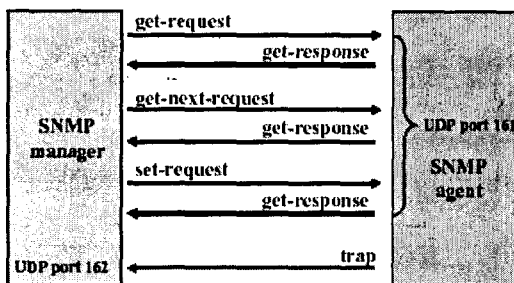 get-request
get-response
get-next-request
get-response
set-request
get-response
trap
SNMP
manager
UDP port 162
UDP port 161
SNMP
agent